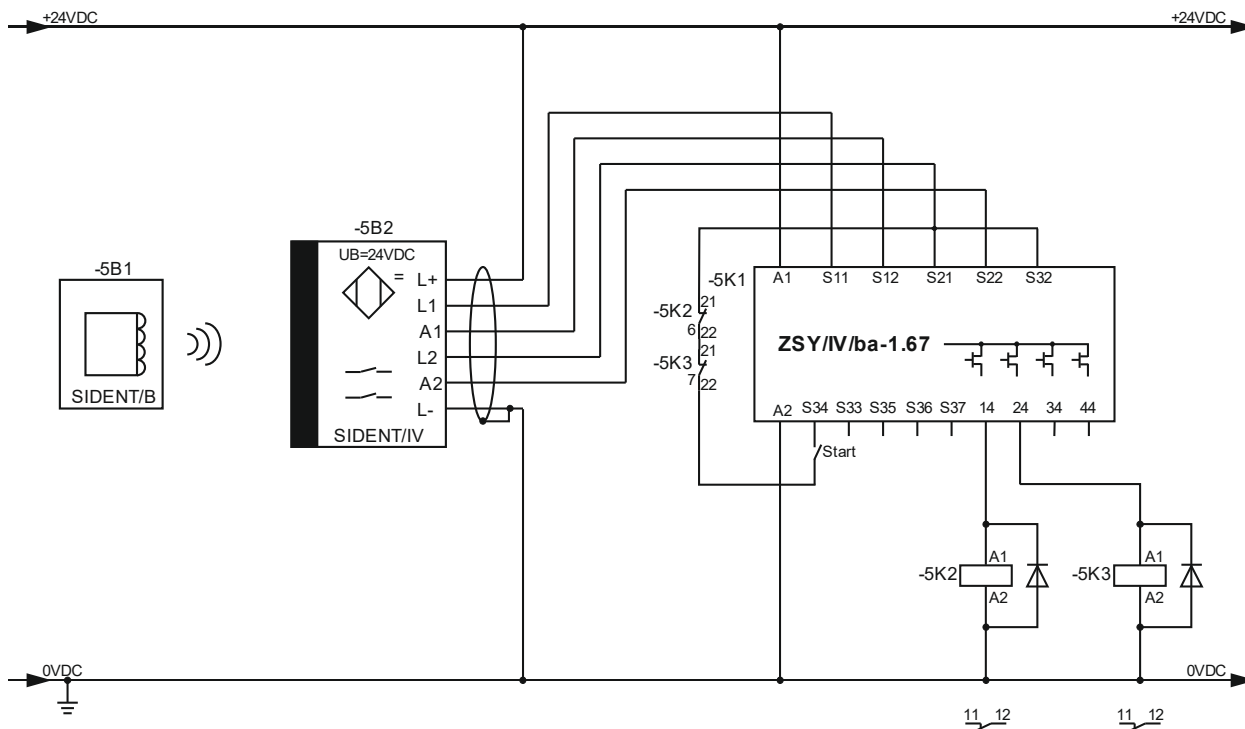 +24VDC +24VDC
-5B2
UB=24VDC
=
L+
L1
A1
L2
A2
L-
SIDENT/IV
-5B1
SIDENT/B
-5K1
A1 S11 S12 S21 S22 S32
ZSY/IV/ba-1.67
A2 S34 S33 S35 S36 S37 14 24 34 44
-5K2
21
6 22
-5K3
21
7 22
Start
-5K2
A1
A2
-5K3
A1
A2
0VDC 0VDC
11 12 11 12